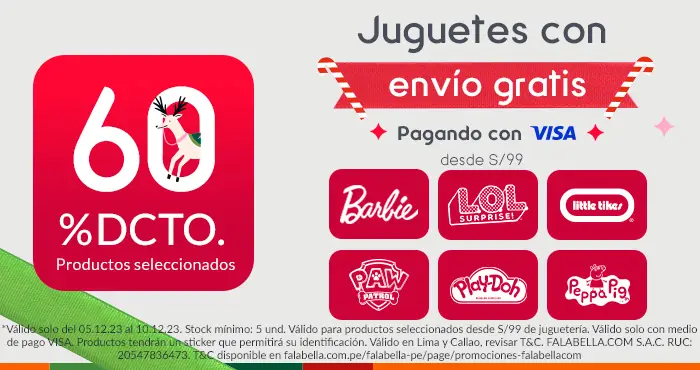 60
%DCTO.
Productos seleccionados
Juguetes con
envío gratis
Pagando con VISA
desde S/99
Barbie
L.O.L.
SURPRISE!
little tikes
PAW
PATROL
Play-Doh
Peppa Pig
*Válido solo del 05.12.23 al 10.12.23. Stock mínimo: 5 und. Válido para productos seleccionados desde S/99 de juguetería. Válido solo con medio
de pago VISA. Productos tendrán un sticker que permitirá su identificación. Válido en Lima y Callao, revisar T&C. FALABELLA.COM S.A.C. RUC:
20547836473. T&C disponible en falabella.com.pe/falabella-pe/page/promociones-falabellacom